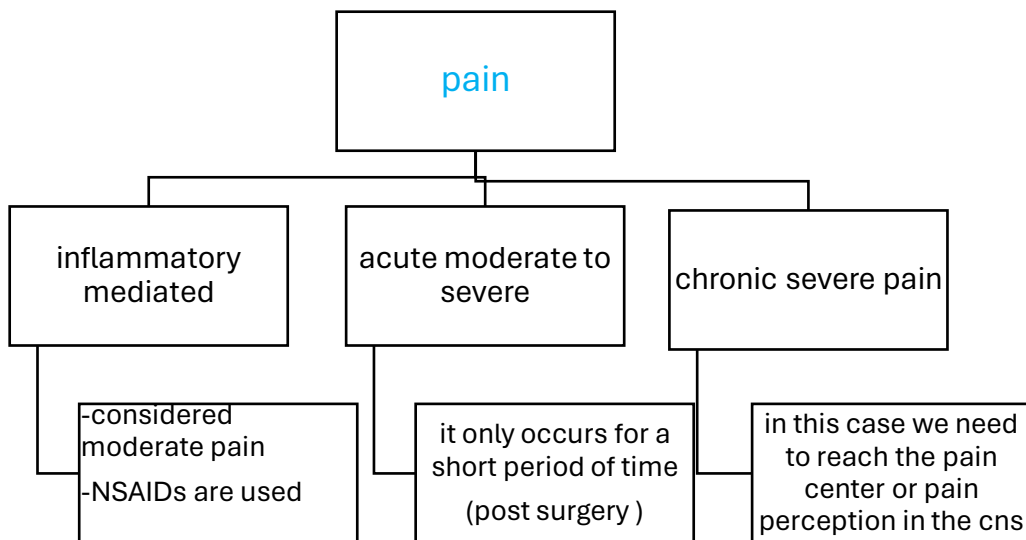 pain
inflammatory
mediated
acute moderate to
severe
chronic severe pain
-considered
moderate pain
-NSAIDs are used
it only occurs for a
short period of time
(post surgery )
in this case we need
to reach the pain
center or pain
perception in the cns